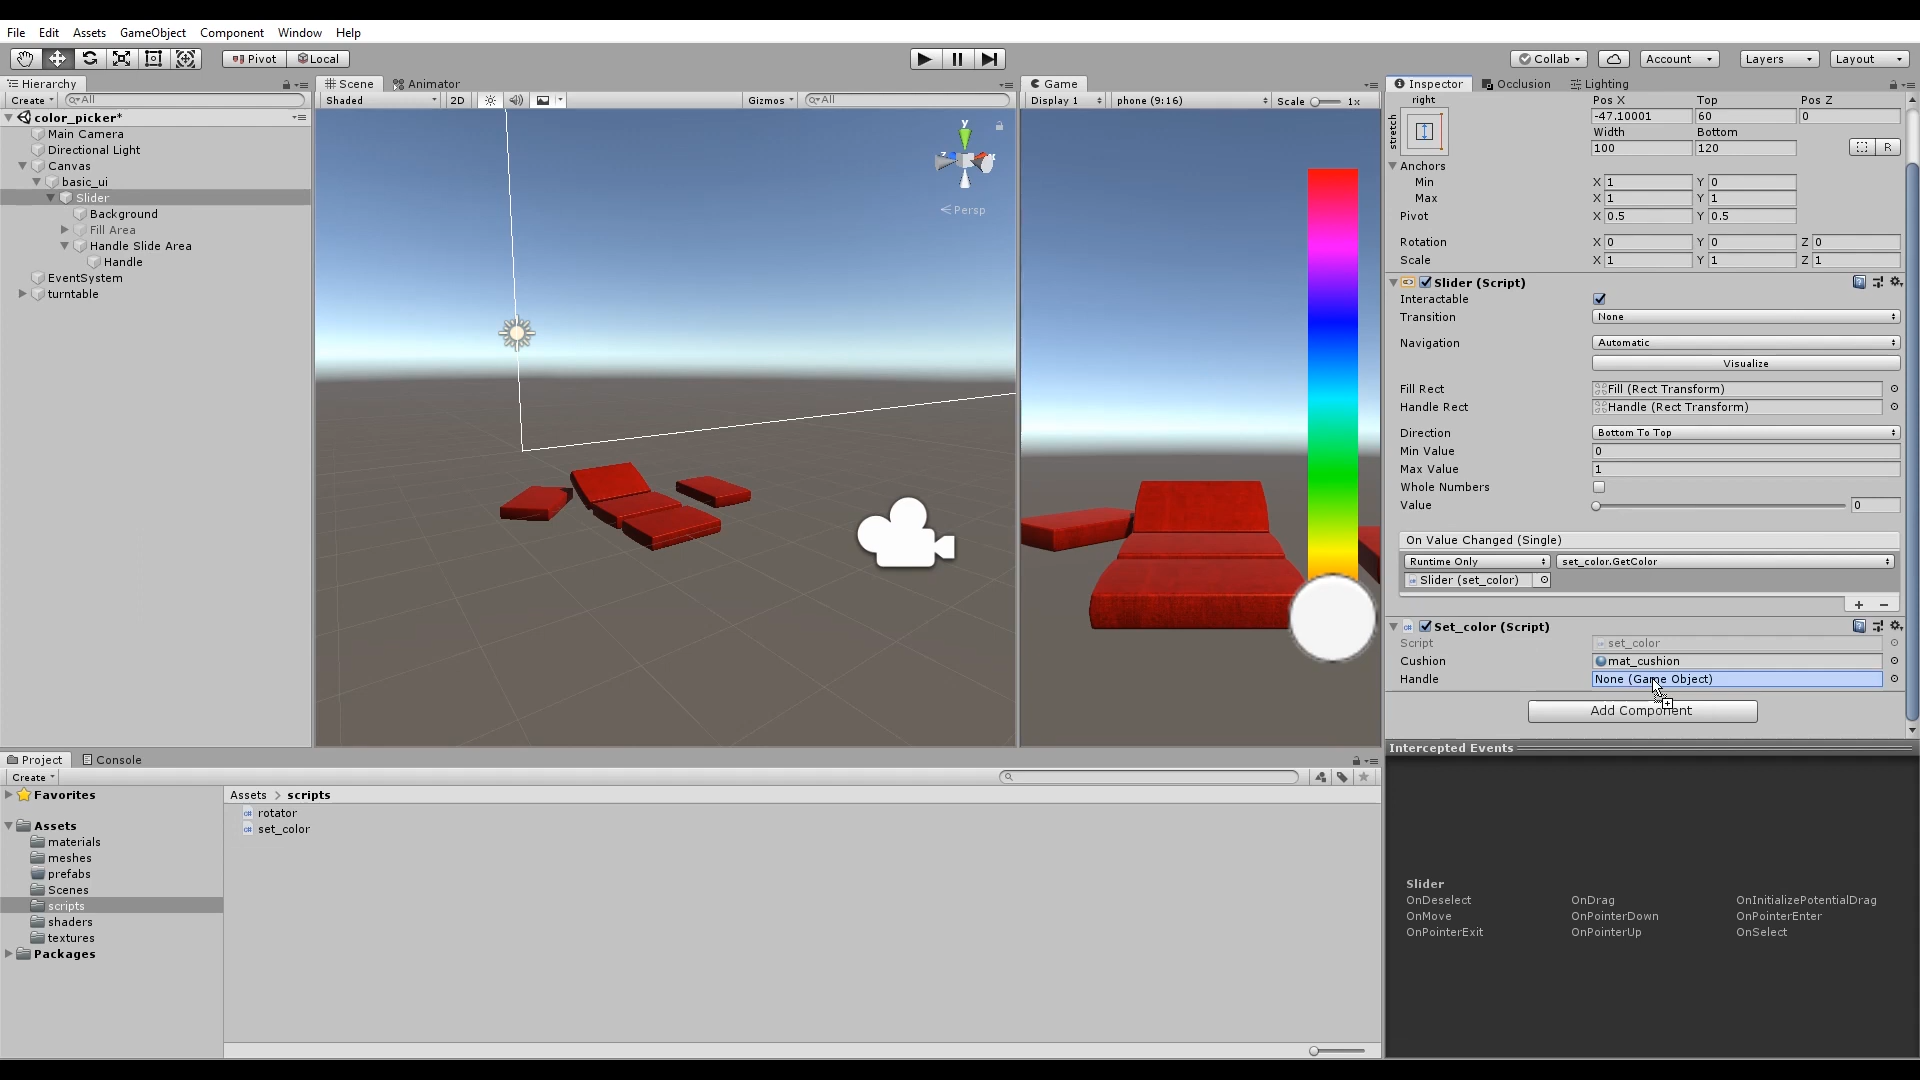 File Edit Assets GameObject Component Window Help
Pivot Local Collab Account Layers Layout
Hierarchy
Create All
color_picker*
Main Camera
Directional Light
Canvas
basic_ui
Slider
Background
Fill Area
Handle Slide Area
Handle
EventSystem
turntable
Scene Animator
Shaded 2D Gizmos All
y
Persp
Game
Display 1 phone (9:16) Scale 1x
Inspector Occlusion Lighting
right Pos X Top Pos Z
stretch
-47.10001 60 0
Width Bottom
100 120 R
Anchors
Min X 1 Y 0
Max X 1 Y 1
Pivot X 0.5 Y 0.5
Rotation X 0 Y 0 Z 0
Scale X 1 Y 1 Z 1
Slider (Script)
Interactable
Transition None
Navigation Automatic
Visualize
Fill Rect Fill (Rect Transform)
Handle Rect Handle (Rect Transform)
Direction Bottom To Top
Min Value 0
Max Value 1
Whole Numbers
Value 0
On Value Changed (Single)
Runtime Only set_color.GetColor
Slider (set_color)
+ −
Set_color (Script)
Script set_color
Cushion mat_cushion
Handle None (Game Object)
Add Component
Intercepted Events
Slider
OnDeselect OnDrag OnInitializePotentialDrag
OnMove OnPointerDown OnPointerEnter
OnPointerExit OnPointerUp OnSelect
Project Console
Create
Favorites
Assets
materials
meshes
prefabs
Scenes
scripts
shaders
textures
Packages
Assets > scripts
rotator
set_color